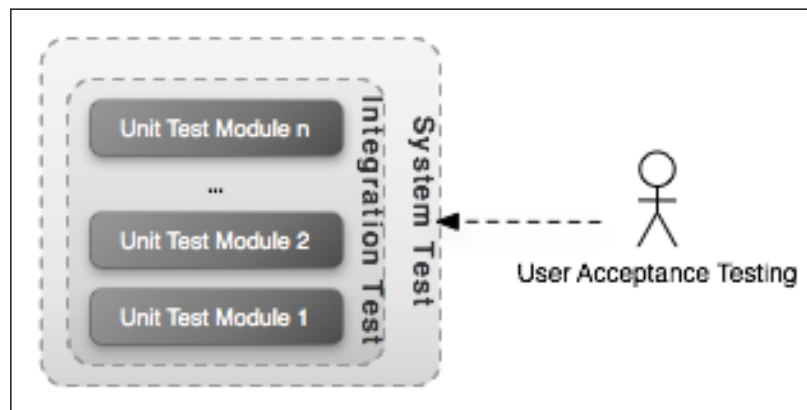 Unit Test Module n
...
Unit Test Module 2
Unit Test Module 1
Integration Test
System Test
User Acceptance Testing